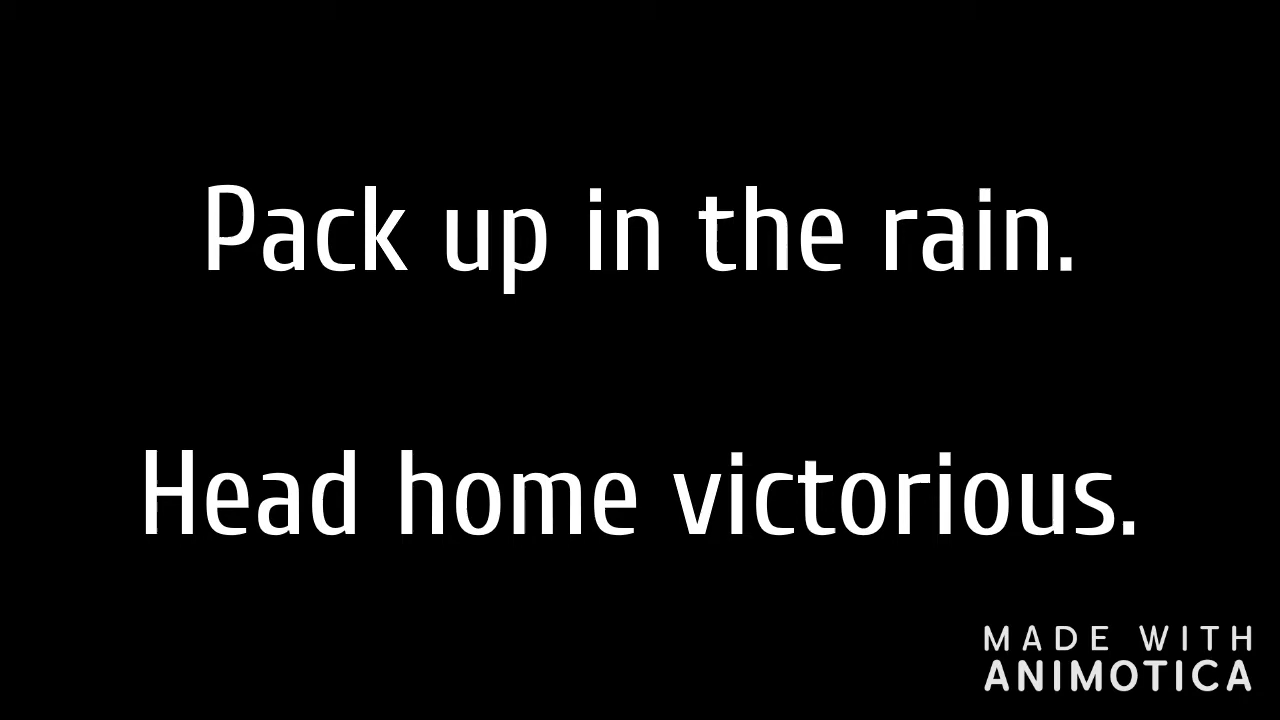 Pack up in the rain.
Head home victorious.
MADE WITH
ANIMOTICA